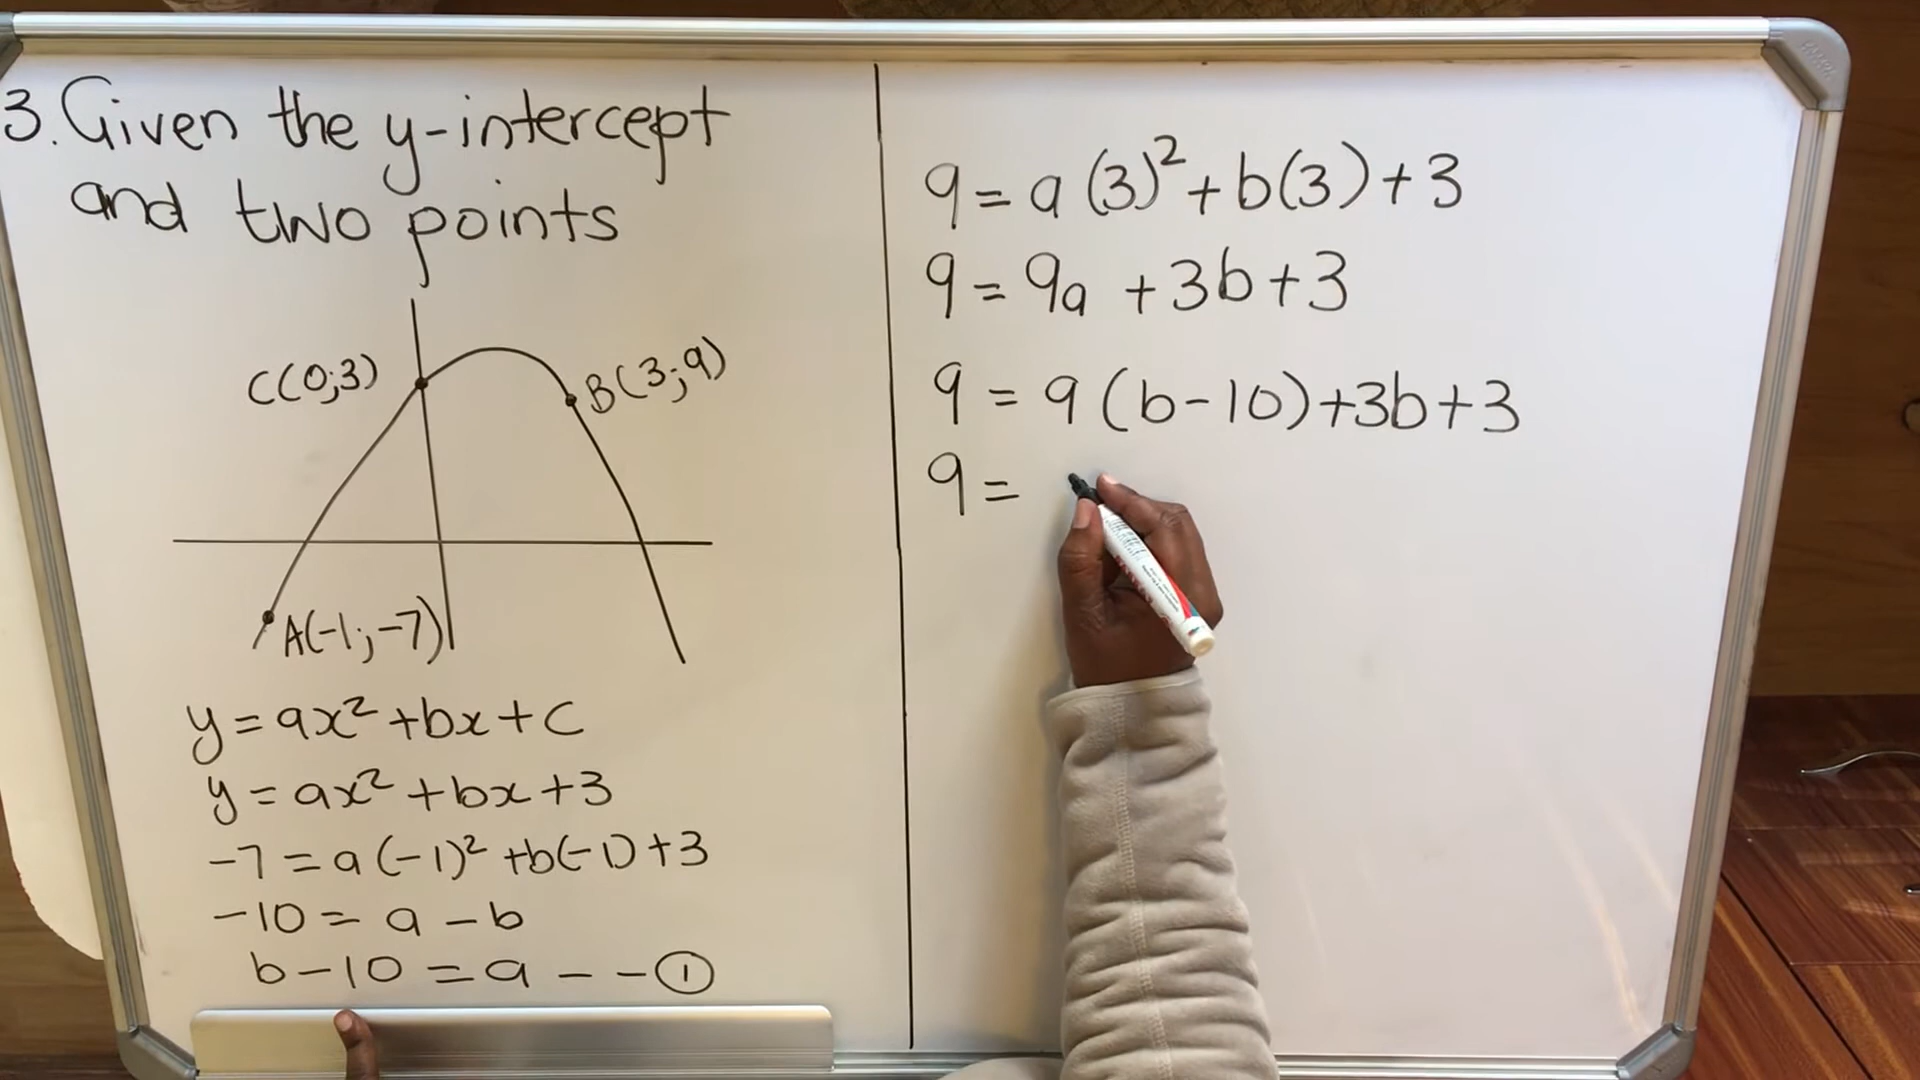 3. Given the y-intercept
and two points
C(0;3)
B(3;9)
A(-1;-7)
y = ax² + bx + c
y = ax² + bx + 3
-7 = a(-1)² + b(-1) + 3
-10 = a - b
b - 10 = a - - ①
9 = a(3)² + b(3) + 3
9 = 9a + 3b + 3
9 = 9(b-10) + 3b + 3
9 =